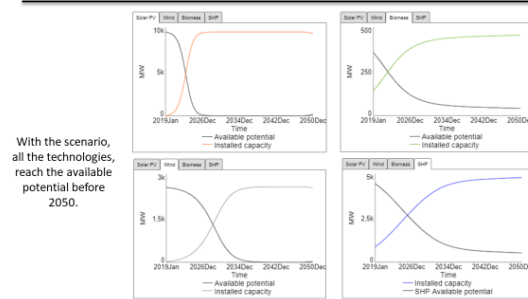 With the scenario,
all the technologies,
reach the available
potential before
2050.
Solar PV Wind Biomass SHP
10k
5k
0
MW
2019Jan 2026Dec 2034Dec 2042Dec 2050Dec
Time
Available potential
Installed capacity
Solar PV Wind Biomass SHP
500
250
0
MW
2019Jan 2026Dec 2034Dec 2042Dec 2050De
Time
Available potential
Installed capacity
Solar PV Wind Biomass SHP
3k
1.5k
0
MW
2019Jan 2026Dec 2034Dec 2042Dec 2050Dec
Time
Available potential
Installed capacity
Solar PV Wind Biomass SHP
5k
2.5k
0
MW
2019Jan 2026Dec 2034Dec 2042Dec 2050D
Time
Installed capacity
SHP Available potential